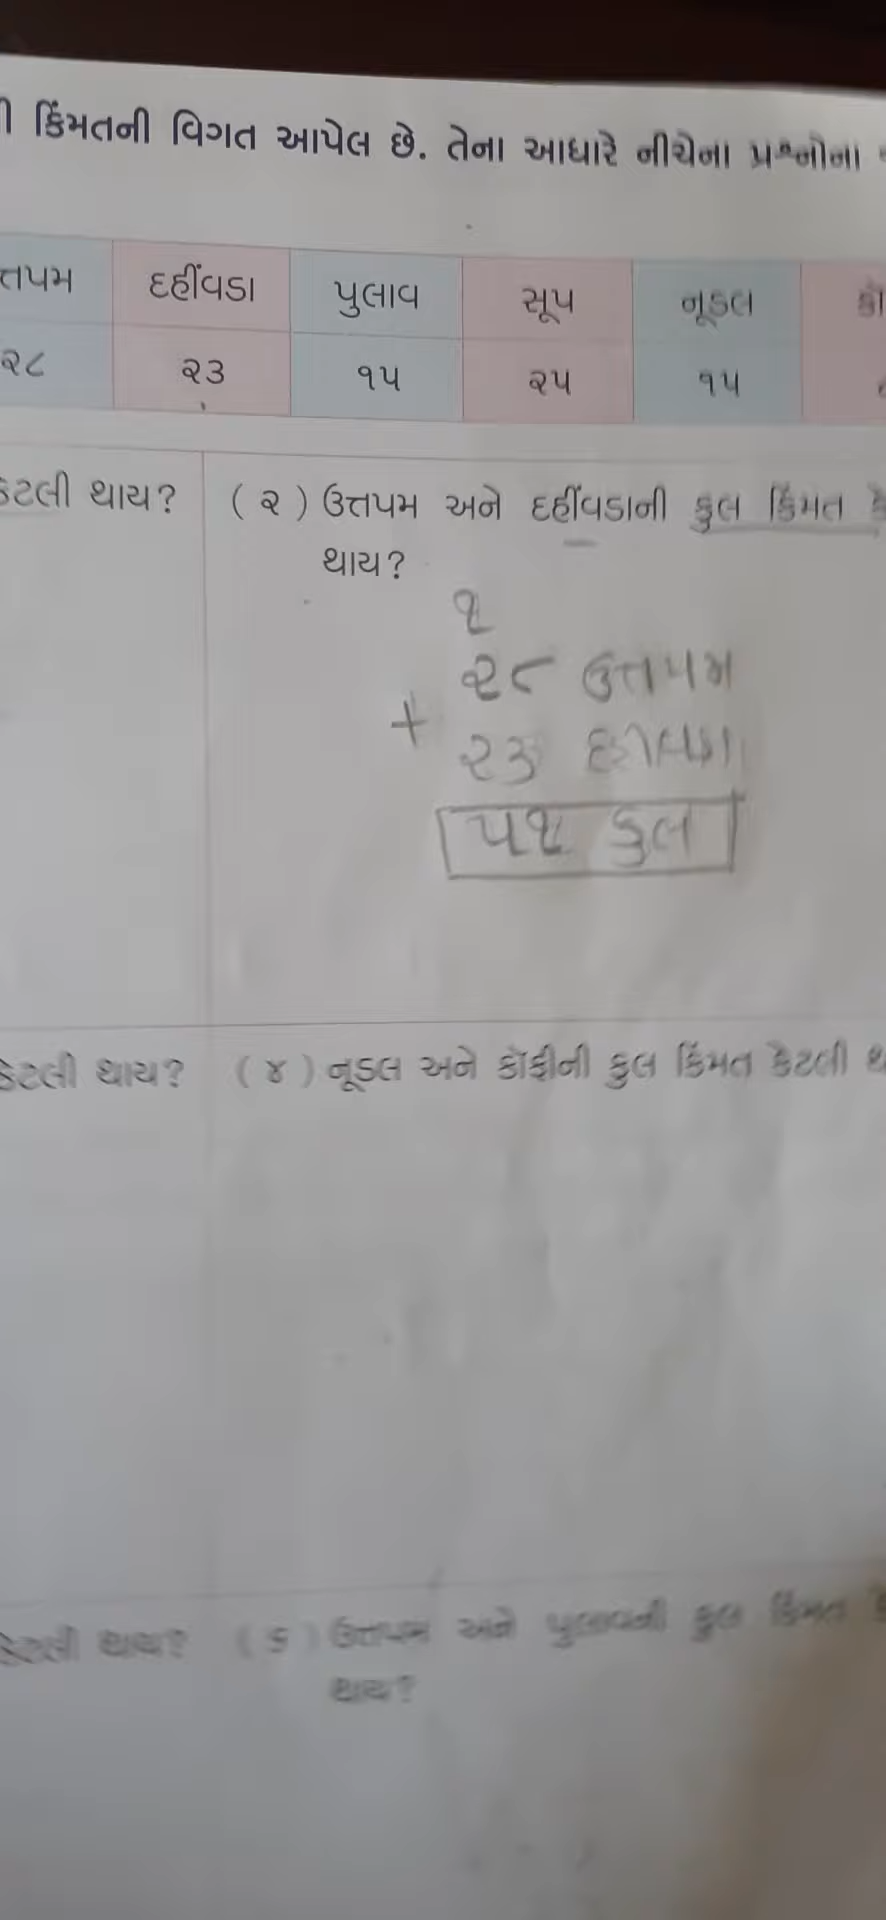 ી કિંમતની વિગત આપેલ છે. તેના આધારે નીચેના પ્રશ્નોના
ત્તપમ દહીંવડા પુલાવ સૂપ નૂડલ કૉ
૨૮ ૨૩ ૧૫ ૨૫ ૧૫
કેટલી થાય?
(૨) ઉત્તપમ અને દહીંવડાની કુલ કિંમત કે
થાય?
૧
૨૮ ઉત્તપમ
+
૨૩
૫૧ કુલ
કેટલી થાય?
(૪) નૂડલ અને કૉફીની કુલ કિંમત કેટલી થ
કેટલી થાય?
(૬) ઉત્તપમ અને પુલાવની કુલ કિંમત કે
થાય?